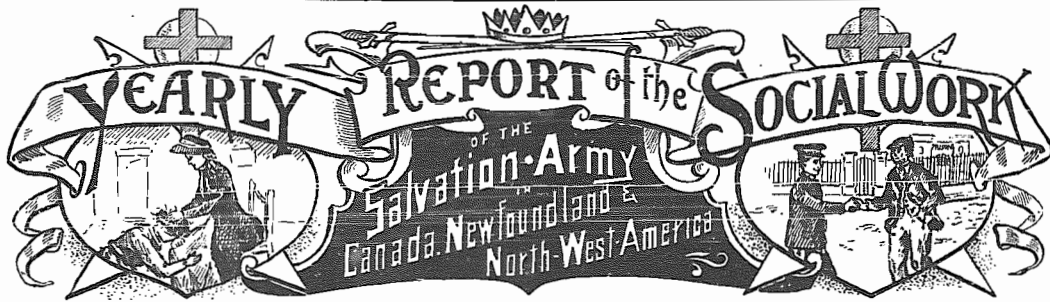 YEARLY REPORT of the SOCIAL WORK
OF THE
Salvation-Army
IN
Canada. Newfoundland &
North-West-America